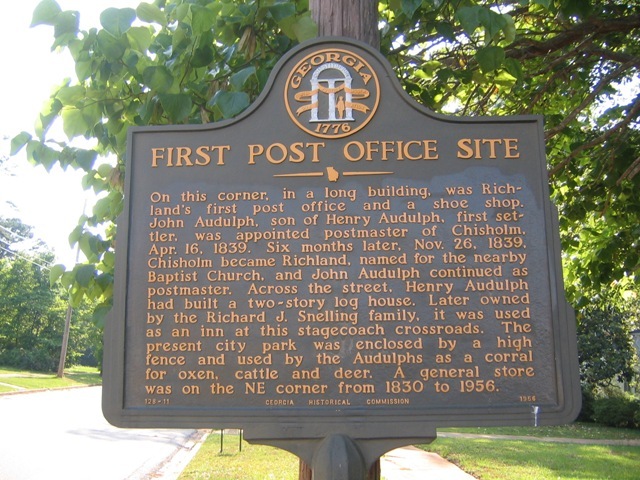 GEORGIA
1776
FIRST POST OFFICE SITE
On this corner, in a long building, was Rich-
land's first post office and a shoe shop.
John Audulph, son of Henry Audulph, first set-
tler, was appointed postmaster of Chisholm,
Apr. 16, 1839. Six months later, Nov. 26, 1839,
Chisholm became Richland, named for the nearby
Baptist Church, and John Audulph continued as
postmaster. Across the street, Henry Audulph
had built a two-story log house. Later owned
by the Richard J. Snelling family, it was used
as an inn at this stagecoach crossroads. The
present city park was enclosed by a high
fence and used by the Audulphs as a corral
for oxen, cattle and deer. A general store
was on the NE corner from 1830 to 1956.
128-11 GEORGIA HISTORICAL COMMISSION 1958